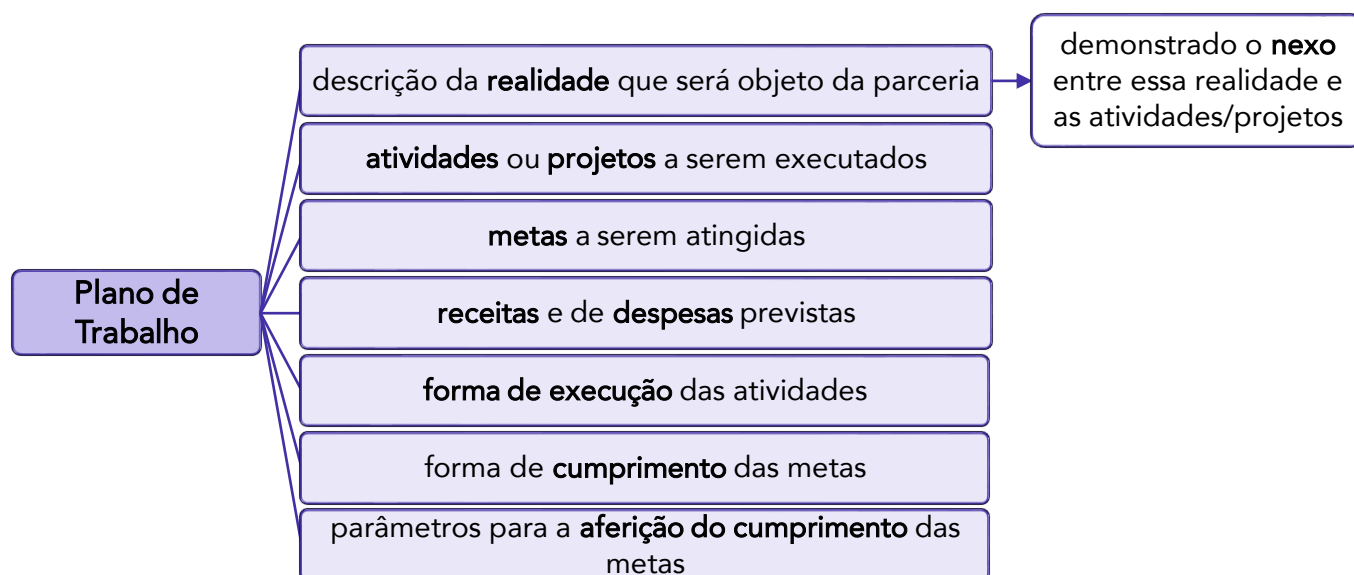 descrição da realidade que será objeto da parceria
demonstrado o nexo
entre essa realidade e
as atividades/projetos
atividades ou projetos a serem executados
metas a serem atingidas
Plano de
Trabalho
receitas e de despesas previstas
forma de execução das atividades
forma de cumprimento das metas
parâmetros para a aferição do cumprimento das
metas